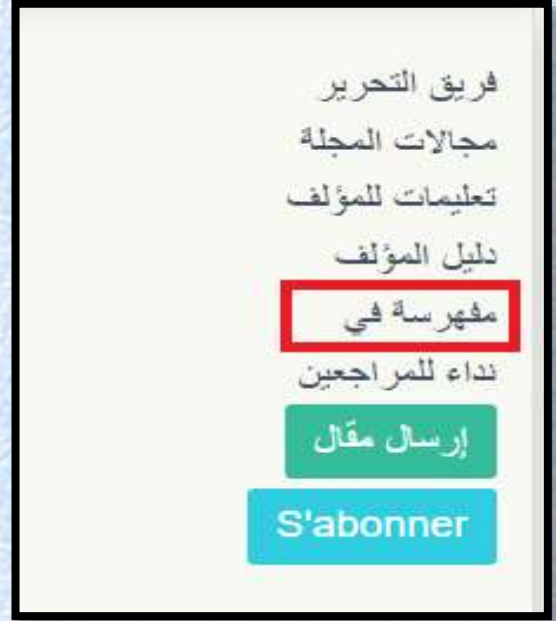 فريق التحرير
مجالات المجلة
تعليمات للمؤلف
دليل المؤلف
مفهرسة في
نداء للمراجعين
إرسال مقال
S'abonner